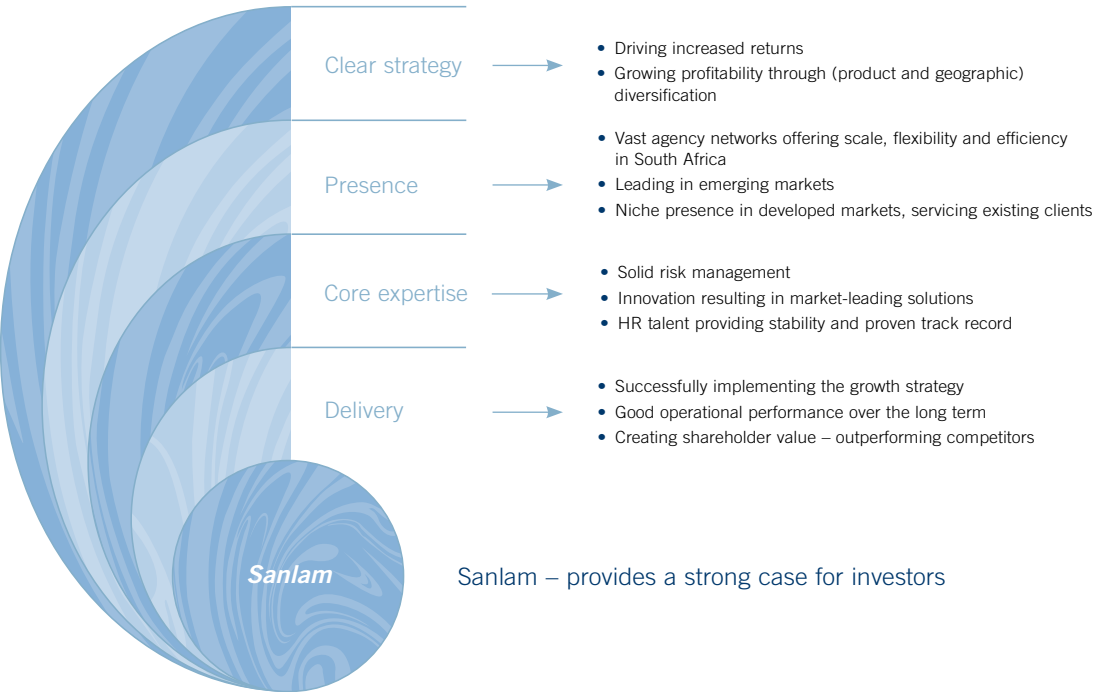 Clear strategy
• Driving increased returns
• Growing profitability through (product and geographic)
diversification
Presence
• Vast agency networks offering scale, flexibility and efficiency
in South Africa
• Leading in emerging markets
• Niche presence in developed markets, servicing existing clients
Core expertise
• Solid risk management
• Innovation resulting in market-leading solutions
• HR talent providing stability and proven track record
Delivery
• Successfully implementing the growth strategy
• Good operational performance over the long term
• Creating shareholder value – outperforming competitors
Sanlam
Sanlam – provides a strong case for investors